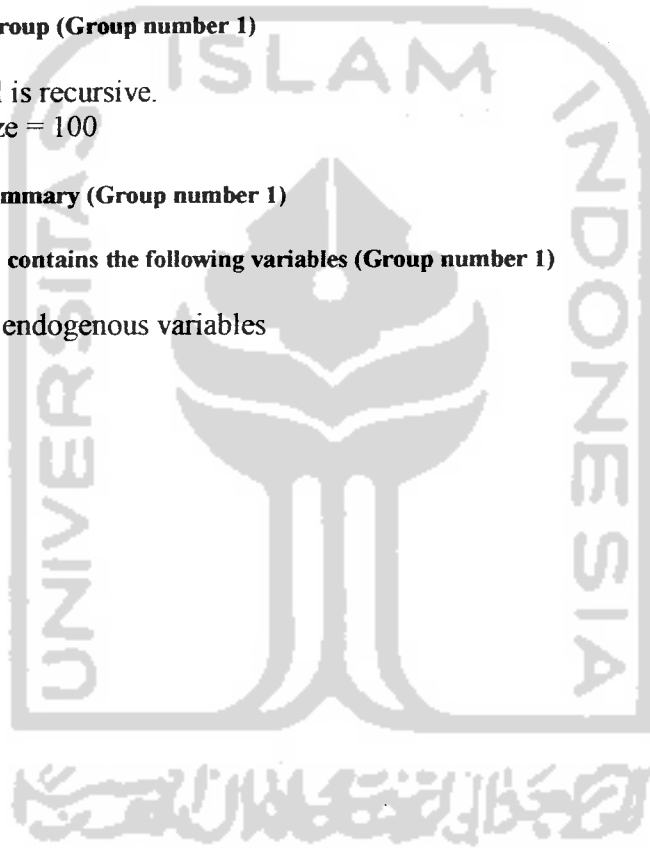 roup (Group number 1)
ISLAM
is recursive.
ze = 100
mmary (Group number 1)
contains the following variables (Group number 1)
endogenous variables
UNIVERSITAS
INDONESIA